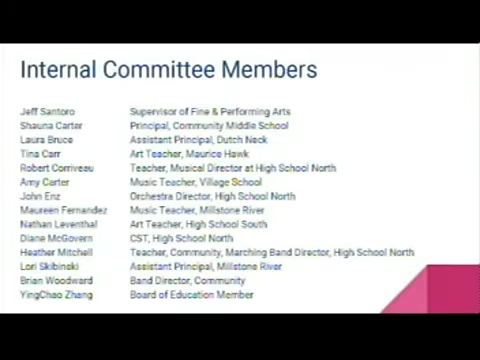 Internal Committee Members
Jeff Santoro Supervisor of Fine & Performing Arts
Shauna Carter Principal, Community Middle School
Laura Bruce Assistant Principal, Dutch Neck
Tina Carr Art Teacher, Maurice Hawk
Robert Corriveau Teacher, Musical Director at High School North
Amy Carter Music Teacher, Village School
John Enz Orchestra Director, High School North
Maureen Fernandez Music Teacher, Millstone River
Nathan Leventhal Art Teacher, High School South
Diane McGovern CST, High School North
Heather Mitchell Teacher, Community, Marching Band Director, High School North
Lori Skibinski Assistant Principal, Millstone River
Brian Woodward Band Director, Community
YingChao Zhang Board of Education Member